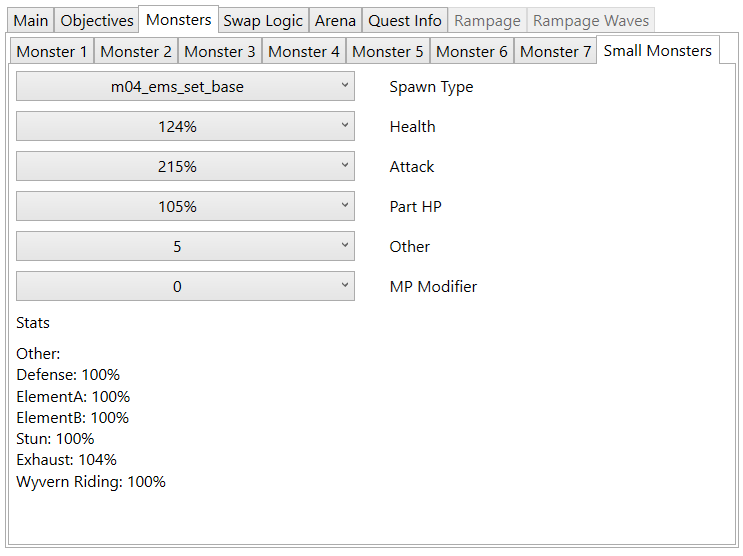 Main Objectives Monsters Swap Logic Arena Quest Info Rampage Rampage Waves
Monster 1 Monster 2 Monster 3 Monster 4 Monster 5 Monster 6 Monster 7 Small Monsters
m04_ems_set_base Spawn Type
124% Health
215% Attack
105% Part HP
5 Other
0 MP Modifier
Stats
Other:
Defense: 100%
ElementA: 100%
ElementB: 100%
Stun: 100%
Exhaust: 104%
Wyvern Riding: 100%